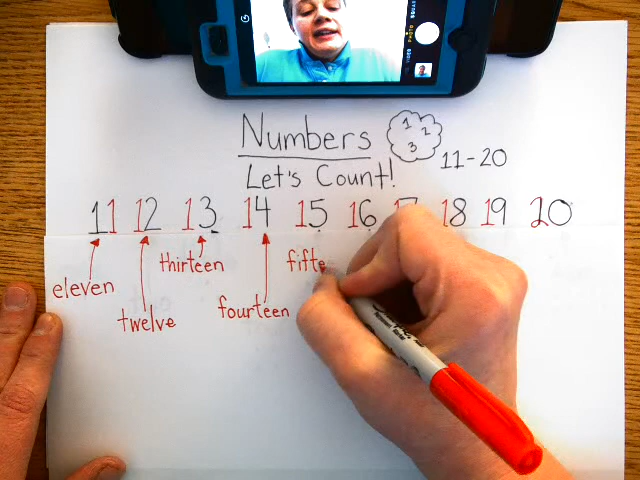 Numbers
1 2 3
11-20
Let's Count!
11 12 13 14 15 16 17 18 19 20
eleven
twelve
thirteen
fourteen
fifte